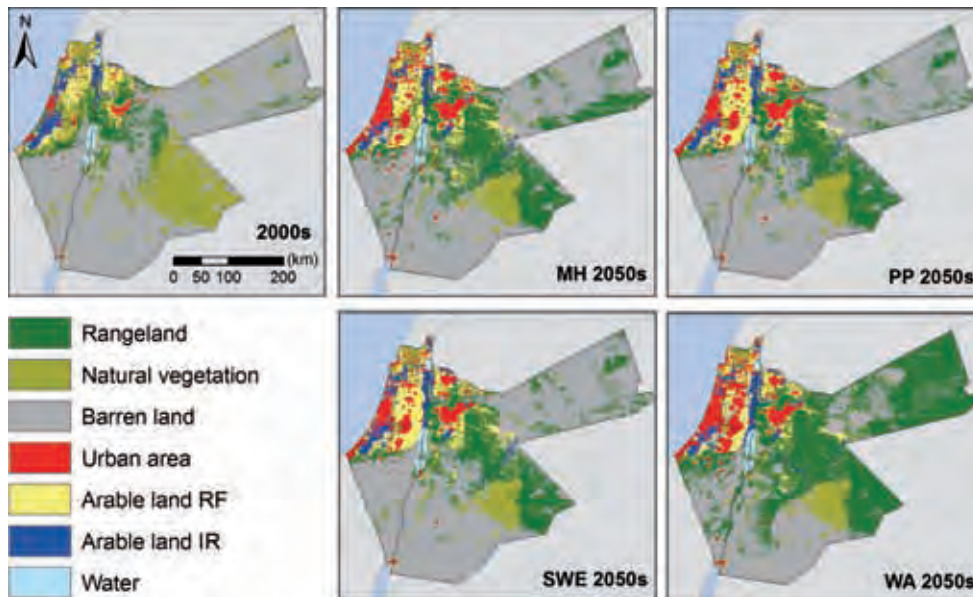 N
2000s
(km)
0 50 100 200
MH 2050s
PP 2050s
Rangeland
Natural vegetation
Barren land
Urban area
Arable land RF
Arable land IR
Water
SWE 2050s
WA 2050s